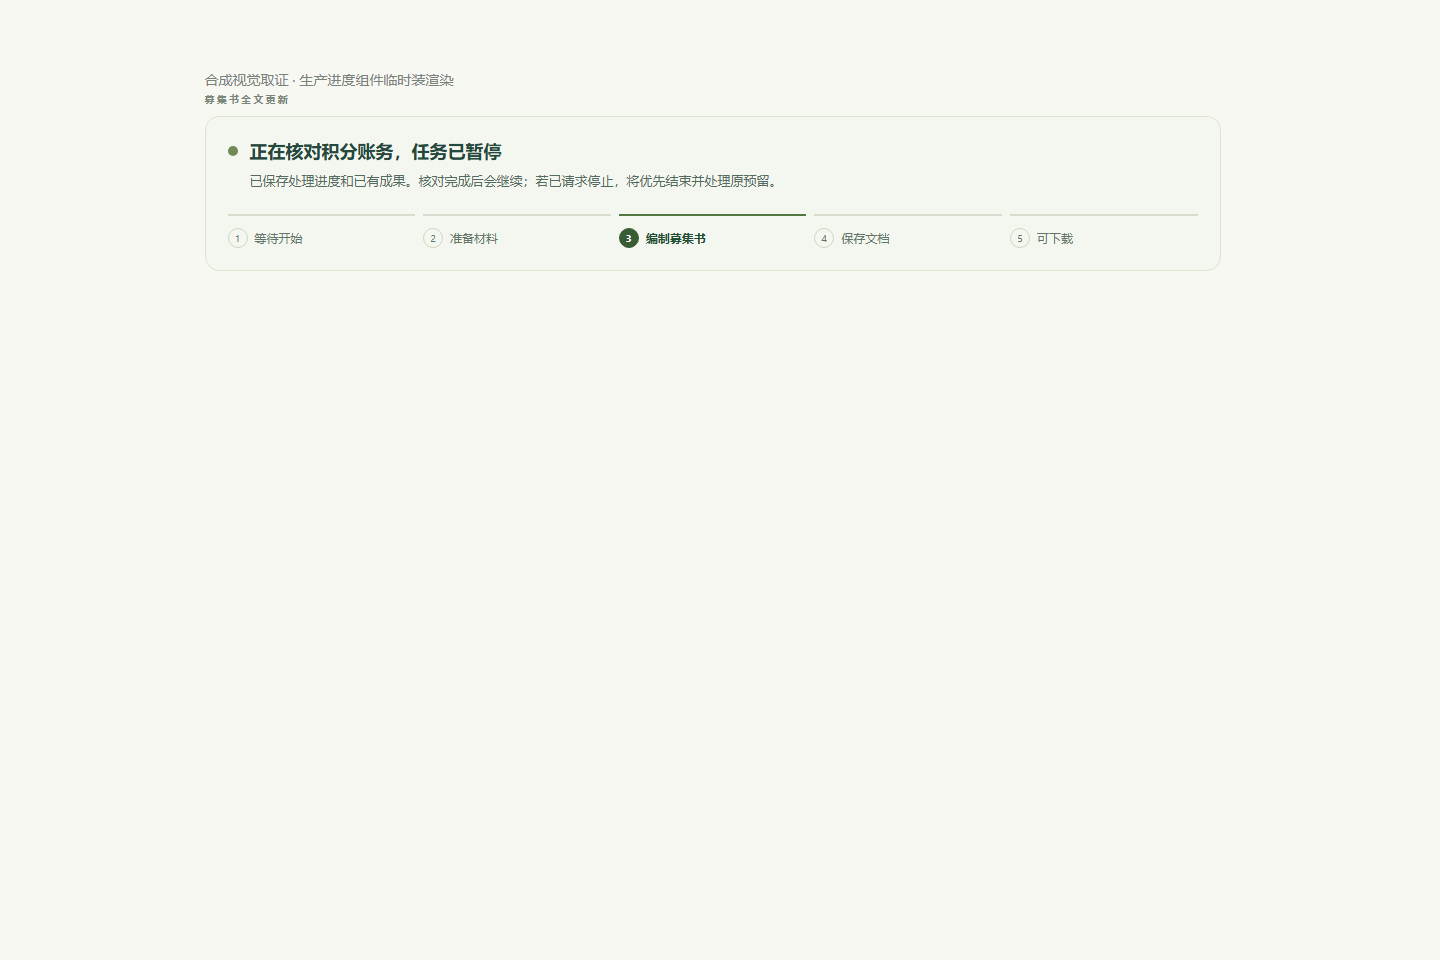 合成视觉取证 · 生产进度组件临时装渲染
募集书全文更新
正在核对积分账务，任务已暂停
已保存处理进度和已有成果。核对完成后会继续；若已请求停止，将优先结束并处理原预留。
1 等待开始
2 准备材料
3 编制募集书
4 保存文档
5 可下载